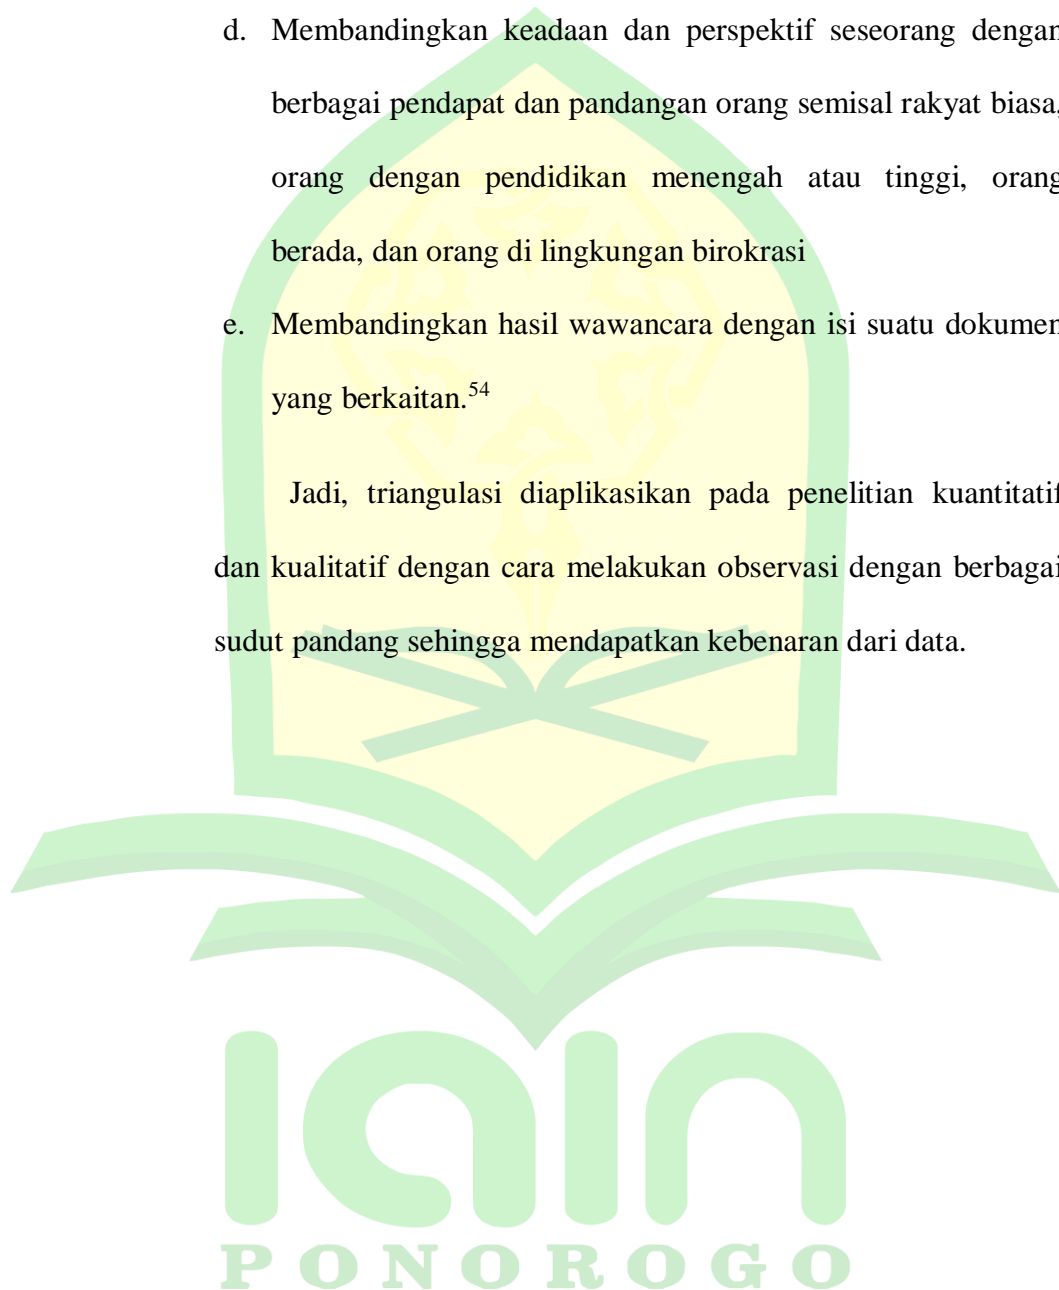 d. Membandingkan keadaan dan perspektif seseorang dengan
berbagai pendapat dan pandangan orang semisal rakyat biasa,
orang dengan pendidikan menengah atau tinggi, orang
berada, dan orang di lingkungan birokrasi
e. Membandingkan hasil wawancara dengan isi suatu dokumen
yang berkaitan.54
Jadi, triangulasi diaplikasikan pada penelitian kuantitatif
dan kualitatif dengan cara melakukan observasi dengan berbagai
sudut pandang sehingga mendapatkan kebenaran dari data.
iain
PONOROGO